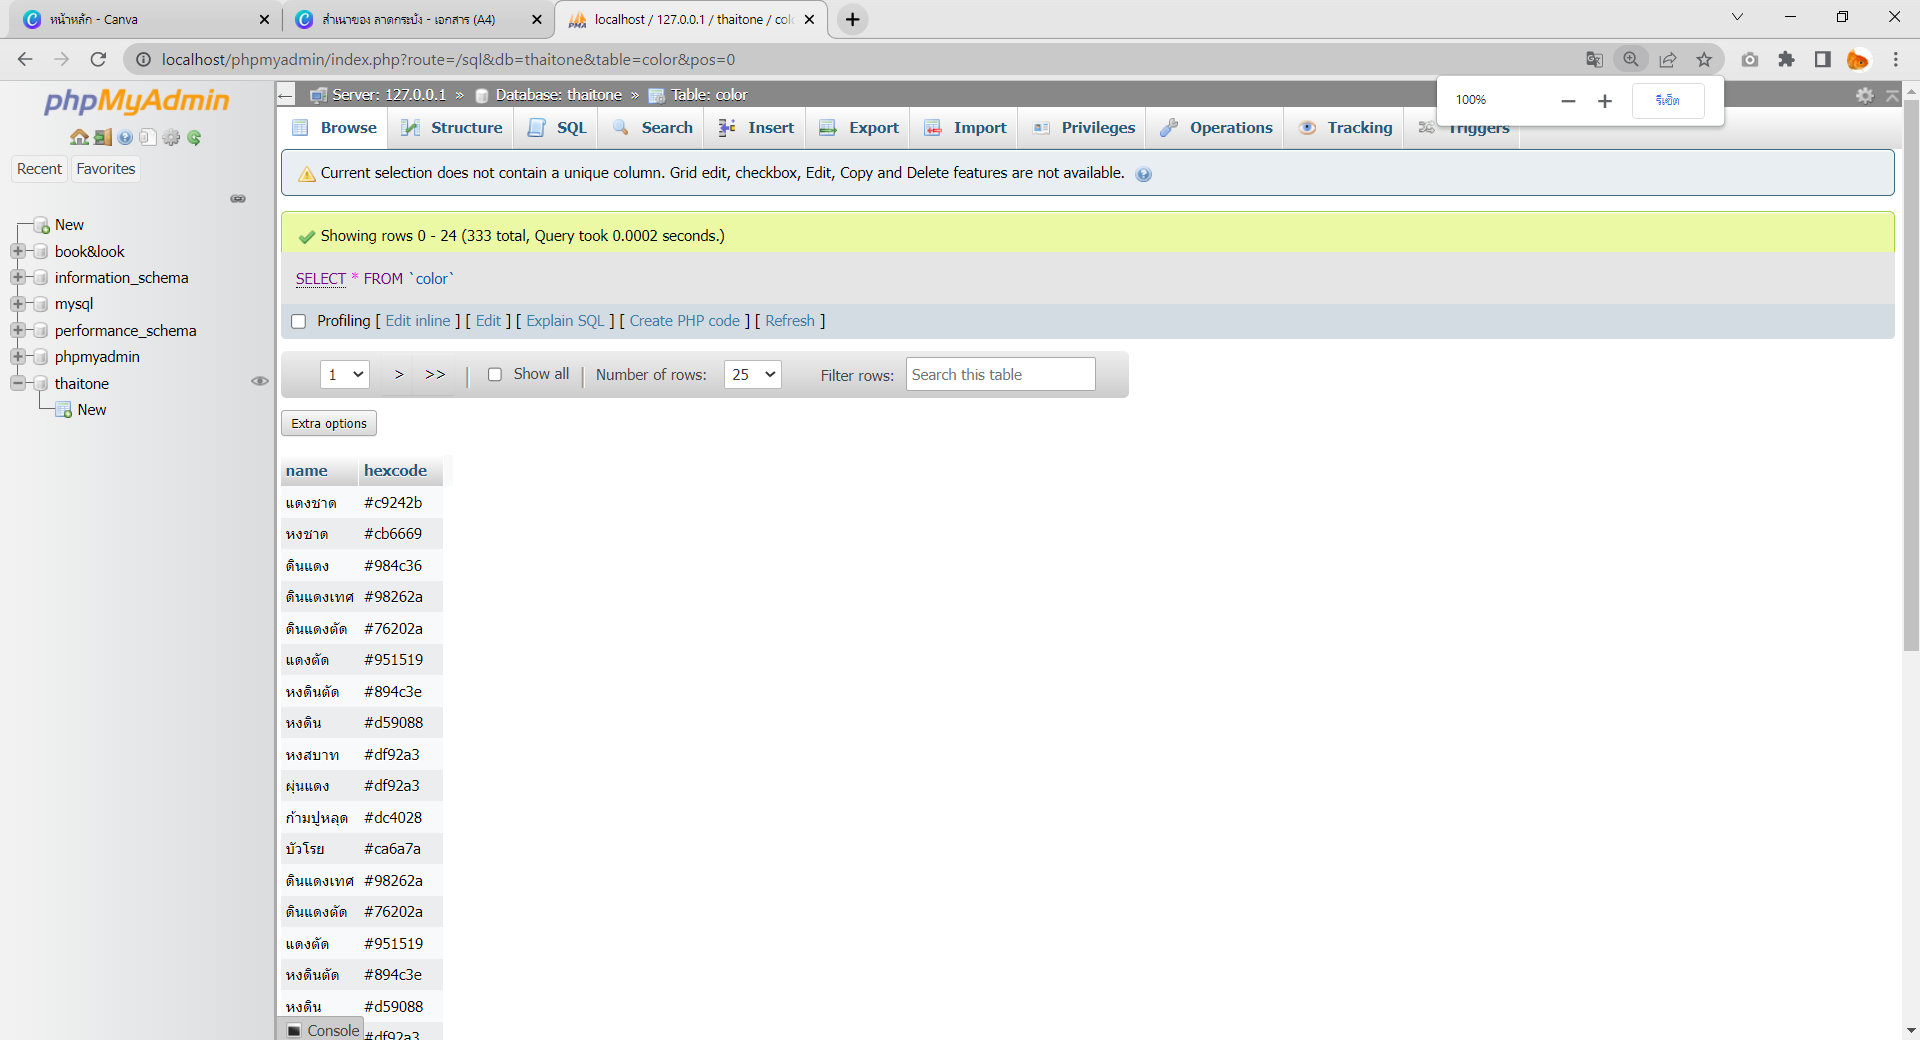 หน้าหลัก - Canva
สำเนาของ ลาดกระบัง - เอกสาร (A4)
localhost / 127.0.0.1 / thaitone / colo
localhost/phpmyadmin/index.php?route=/sql&db=thaitone&table=color&pos=0
100%
รีเซ็ต
phpMyAdmin
Recent
Favorites
New
book&look
information_schema
mysql
performance_schema
phpmyadmin
thaitone
New
Server: 127.0.0.1 » Database: thaitone » Table: color
Browse Structure SQL Search Insert Export Import Privileges Operations Tracking Triggers
Current selection does not contain a unique column. Grid edit, checkbox, Edit, Copy and Delete features are not available.
Showing rows 0 - 24 (333 total, Query took 0.0002 seconds.)
SELECT * FROM `color`
Profiling [ Edit inline ] [ Edit ] [ Explain SQL ] [ Create PHP code ] [ Refresh ]
1 > >> | Show all | Number of rows: 25 Filter rows: Search this table
Extra options
name hexcode
แดงชาด #c9242b
หงชาด #cb6669
ดินแดง #984c36
ดินแดงเทศ #98262a
ดินแดงตัด #76202a
แดงตัด #951519
หงดินตัด #894c3e
หงดิน #d59088
หงสบาท #df92a3
ผุ่นแดง #df92a3
ก้ามปูหลุด #dc4028
บัวโรย #ca6a7a
ดินแดงเทศ #98262a
ดินแดงตัด #76202a
แดงตัด #951519
หงดินตัด #894c3e
หงดิน #d59088
#df92a3
Console